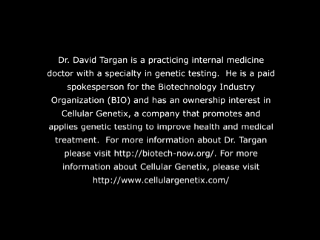 Dr. David Targan is a practicing internal medicine
doctor with a specialty in genetic testing.  He is a paid
spokesperson for the Biotechnology Industry
Organization (BIO) and has an ownership interest in
Cellular Genetix, a company that promotes and
applies genetic testing to improve health and medical
treatment.  For more information about Dr. Targan
please visit http://biotech-now.org/. For more
information about Cellular Genetix, please visit
http://www.cellulargenetix.com/